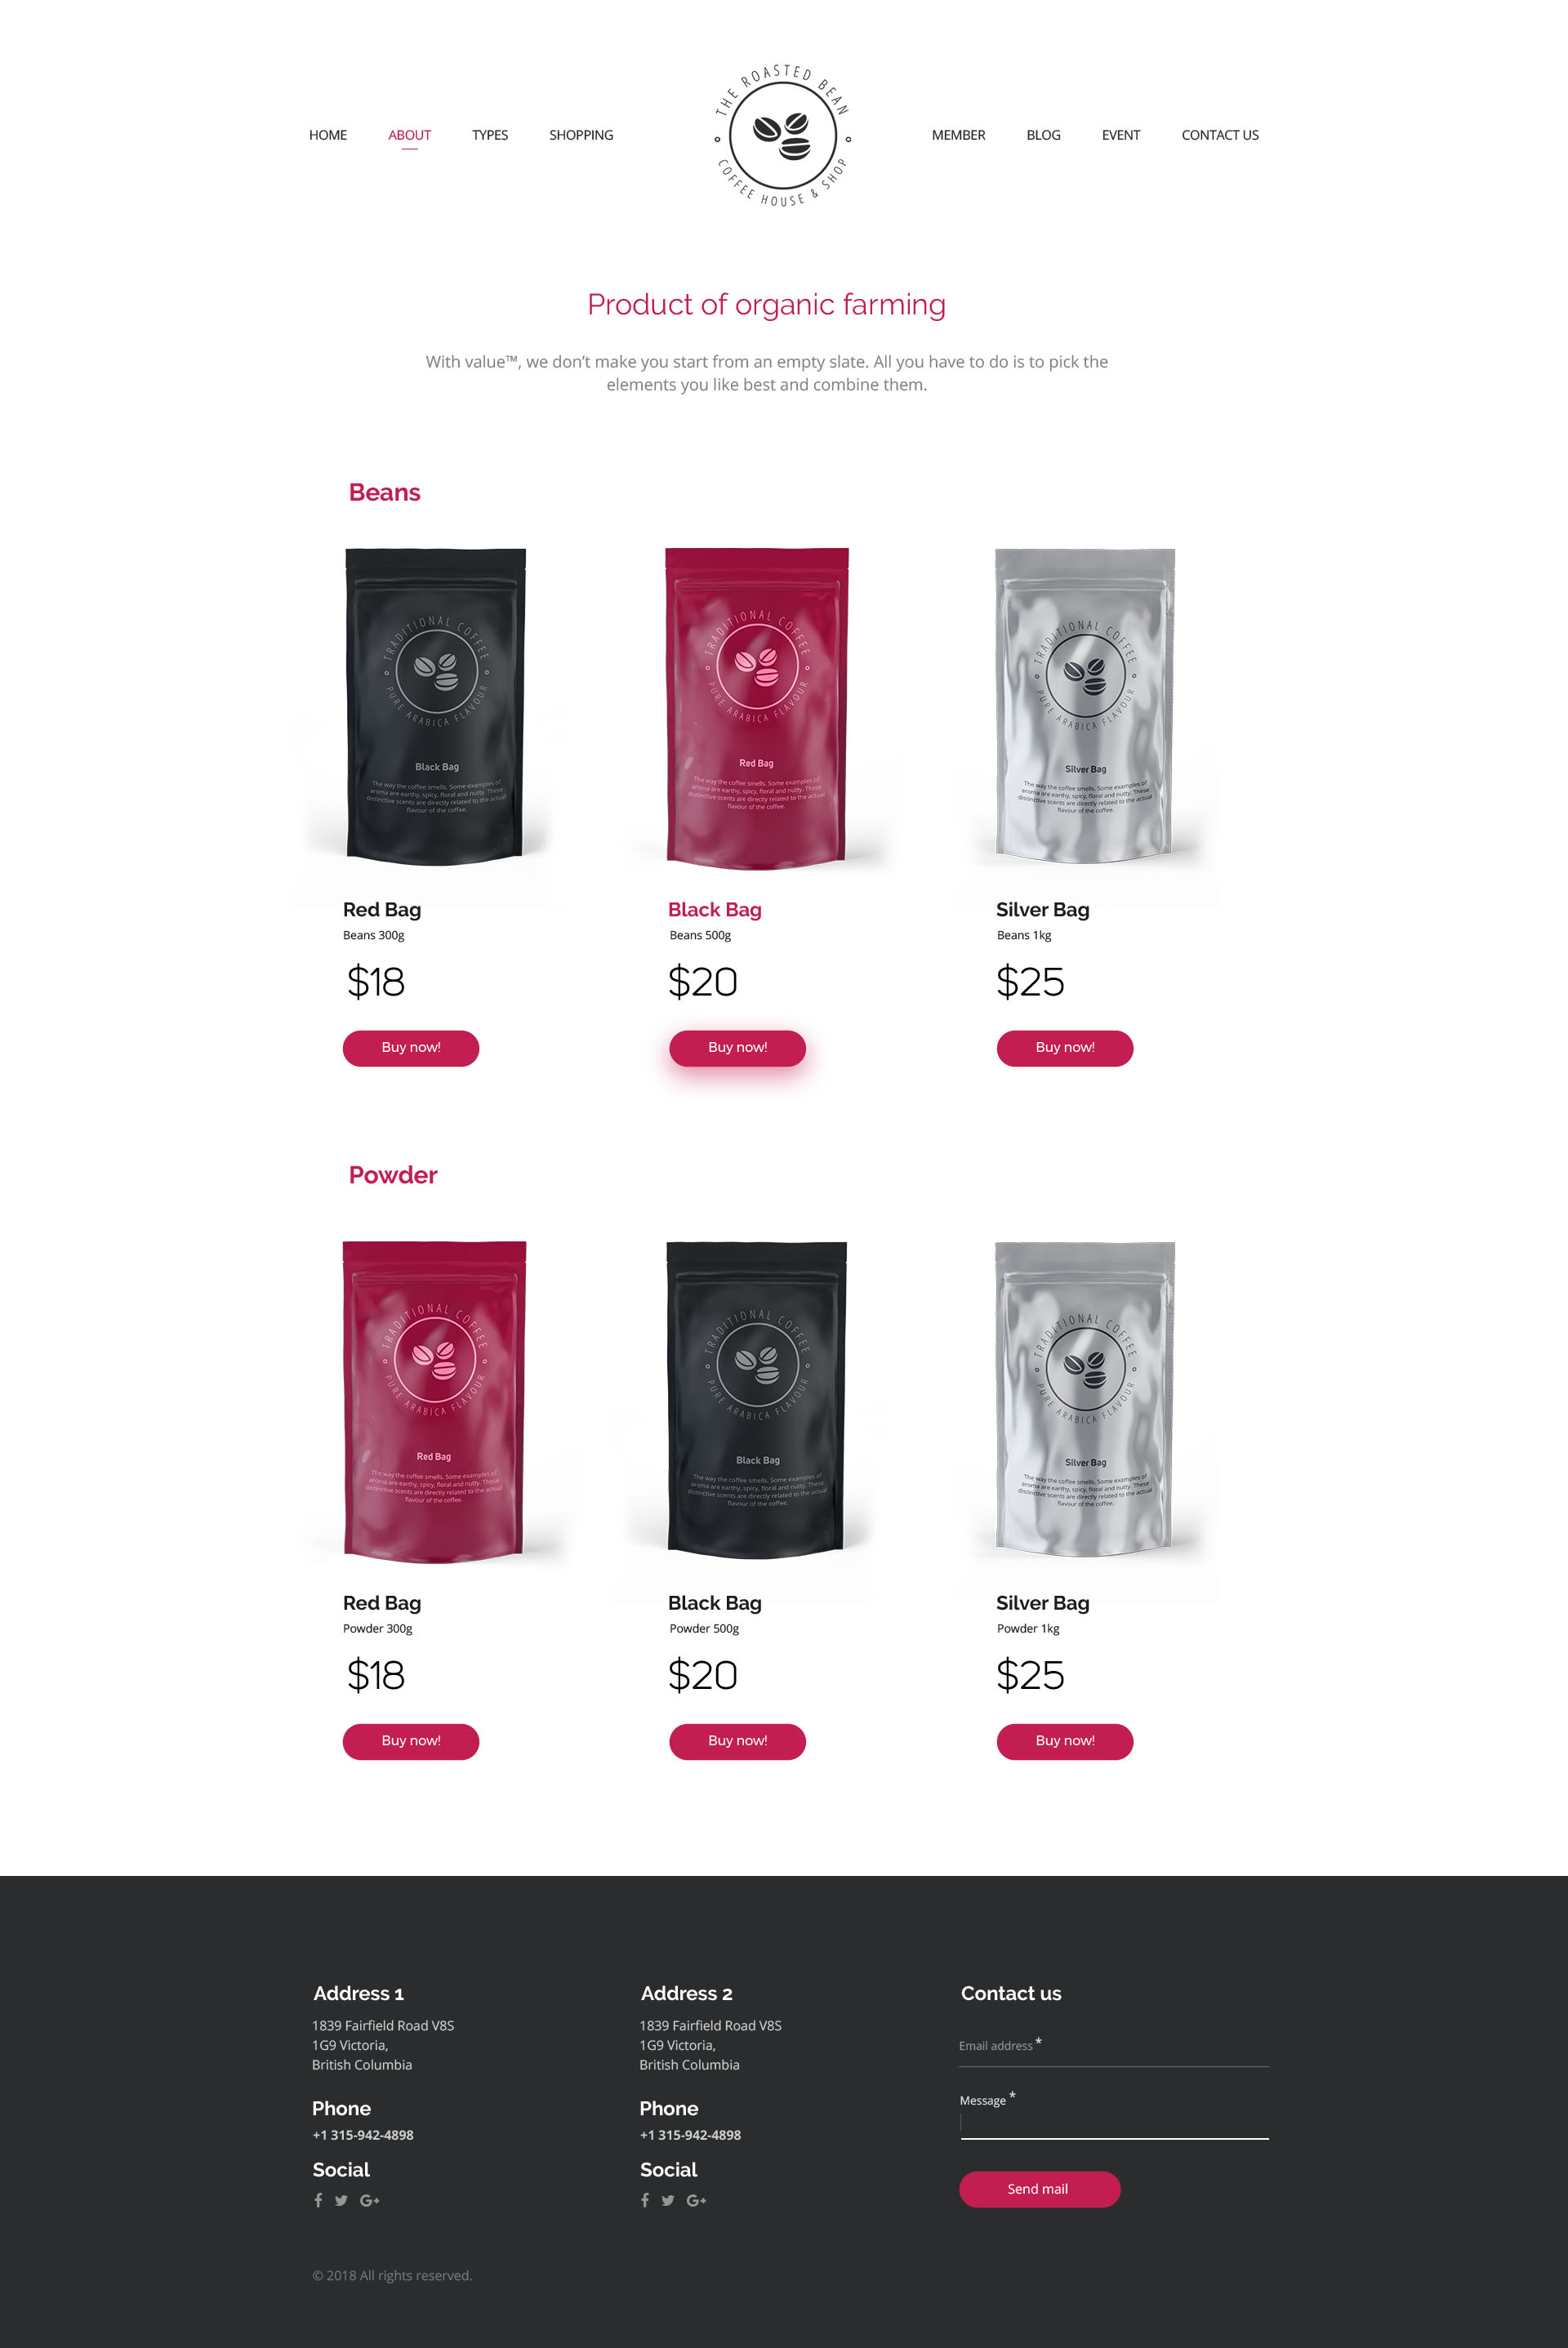 HOME
ABOUT
TYPES
SHOPPING
THE ROASTED BEAN
COFFEE HOUSE & SHOP
MEMBER
BLOG
EVENT
CONTACT US
Product of organic farming
With value™, we don’t make you start from an empty slate. All you have to do is to pick the
elements you like best and combine them.
Beans
TRADITIONAL COFFEE
PURE ARABICA FLAVOUR
Black Bag
The way the coffee smells. Some examples of
aroma are earthy, spicy, floral and nutty. These
distinctive scents are directly related to the actual
flavour of the coffee.
TRADITIONAL COFFEE
PURE ARABICA FLAVOUR
Red Bag
The way the coffee smells. Some examples of
aroma are earthy, spicy, floral and nutty. These
distinctive scents are directly related to the actual
flavour of the coffee.
TRADITIONAL COFFEE
PURE ARABICA FLAVOUR
Silver Bag
The way the coffee smells. Some examples of
aroma are earthy, spicy, floral and nutty. These
distinctive scents are directly related to the actual
flavour of the coffee.
Red Bag
Beans 300g
$18
Buy now!
Black Bag
Beans 500g
$20
Buy now!
Silver Bag
Beans 1kg
$25
Buy now!
Powder
TRADITIONAL COFFEE
PURE ARABICA FLAVOUR
Red Bag
The way the coffee smells. Some examples of
aroma are earthy, spicy, floral and nutty. These
distinctive scents are directly related to the actual
flavour of the coffee.
TRADITIONAL COFFEE
PURE ARABICA FLAVOUR
Black Bag
The way the coffee smells. Some examples of
aroma are earthy, spicy, floral and nutty. These
distinctive scents are directly related to the actual
flavour of the coffee.
TRADITIONAL COFFEE
PURE ARABICA FLAVOUR
Silver Bag
The way the coffee smells. Some examples of
aroma are earthy, spicy, floral and nutty. These
distinctive scents are directly related to the actual
flavour of the coffee.
Red Bag
Powder 300g
$18
Buy now!
Black Bag
Powder 500g
$20
Buy now!
Silver Bag
Powder 1kg
$25
Buy now!
Address 1
1839 Fairfield Road V8S
1G9 Victoria,
British Columbia
Phone
+1 315-942-4898
Social
f G+
Address 2
1839 Fairfield Road V8S
1G9 Victoria,
British Columbia
Phone
+1 315-942-4898
Social
f G+
Contact us
Email address *
Message *
Send mail
© 2018 All rights reserved.